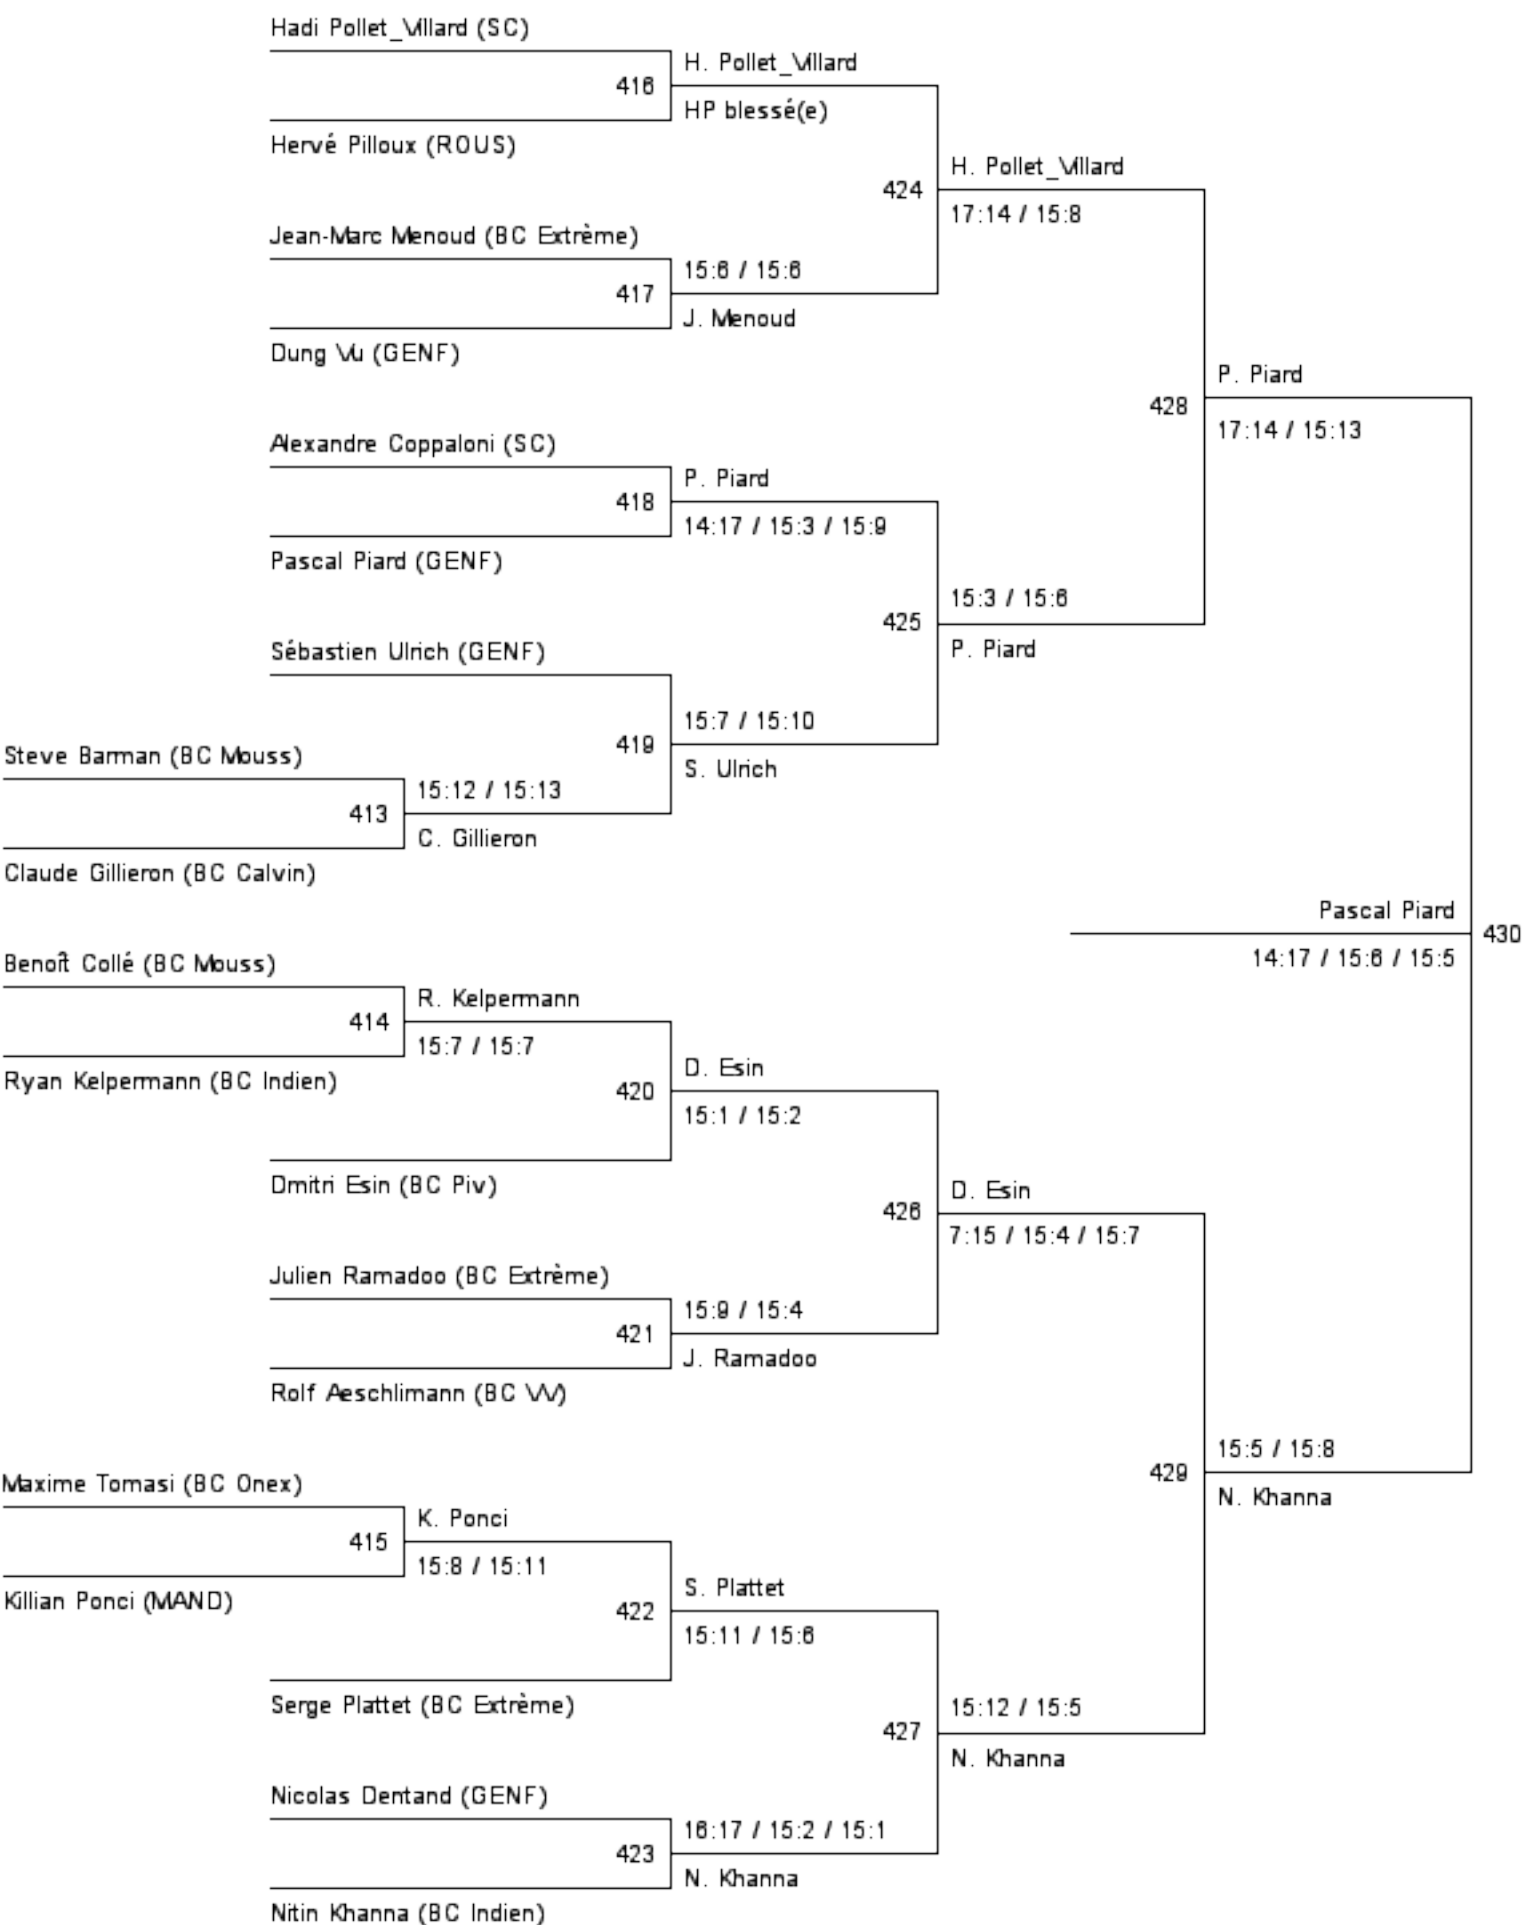 Hadi Pollet_Villard (SC)
H. Pollet_Villard
416
HP blessé(e)
Hervé Pilloux (ROUS)
H. Pollet_Villard
424
17:14 / 15:8
Jean-Marc Menoud (BC Extrème)
15:6 / 15:6
417
J. Menoud
Dung Vu (GENF)
P. Piard
428
17:14 / 15:13
Alexandre Coppaloni (SC)
P. Piard
418
14:17 / 15:3 / 15:9
Pascal Piard (GENF)
15:3 / 15:6
425
P. Piard
Sébastien Ulrich (GENF)
15:7 / 15:10
419
S. Ulrich
Steve Barman (BC Mouss)
15:12 / 15:13
413
C. Gillieron
Claude Gillieron (BC Calvin)
Pascal Piard
430
14:17 / 15:6 / 15:5
Benoît Collé (BC Mouss)
R. Kelpermann
414
15:7 / 15:7
Ryan Kelpermann (BC Indien)
D. Esin
420
15:1 / 15:2
Dmitri Esin (BC Piv)
D. Esin
426
7:15 / 15:4 / 15:7
Julien Ramadoo (BC Extrème)
15:9 / 15:4
421
J. Ramadoo
Rolf Aeschlimann (BC VV)
15:5 / 15:8
429
N. Khanna
Maxime Tomasi (BC Onex)
K. Ponci
415
15:8 / 15:11
Killian Ponci (MAND)
S. Plattet
422
15:11 / 15:6
Serge Plattet (BC Extrème)
15:12 / 15:5
427
N. Khanna
Nicolas Dentand (GENF)
16:17 / 15:2 / 15:1
423
N. Khanna
Nitin Khanna (BC Indien)